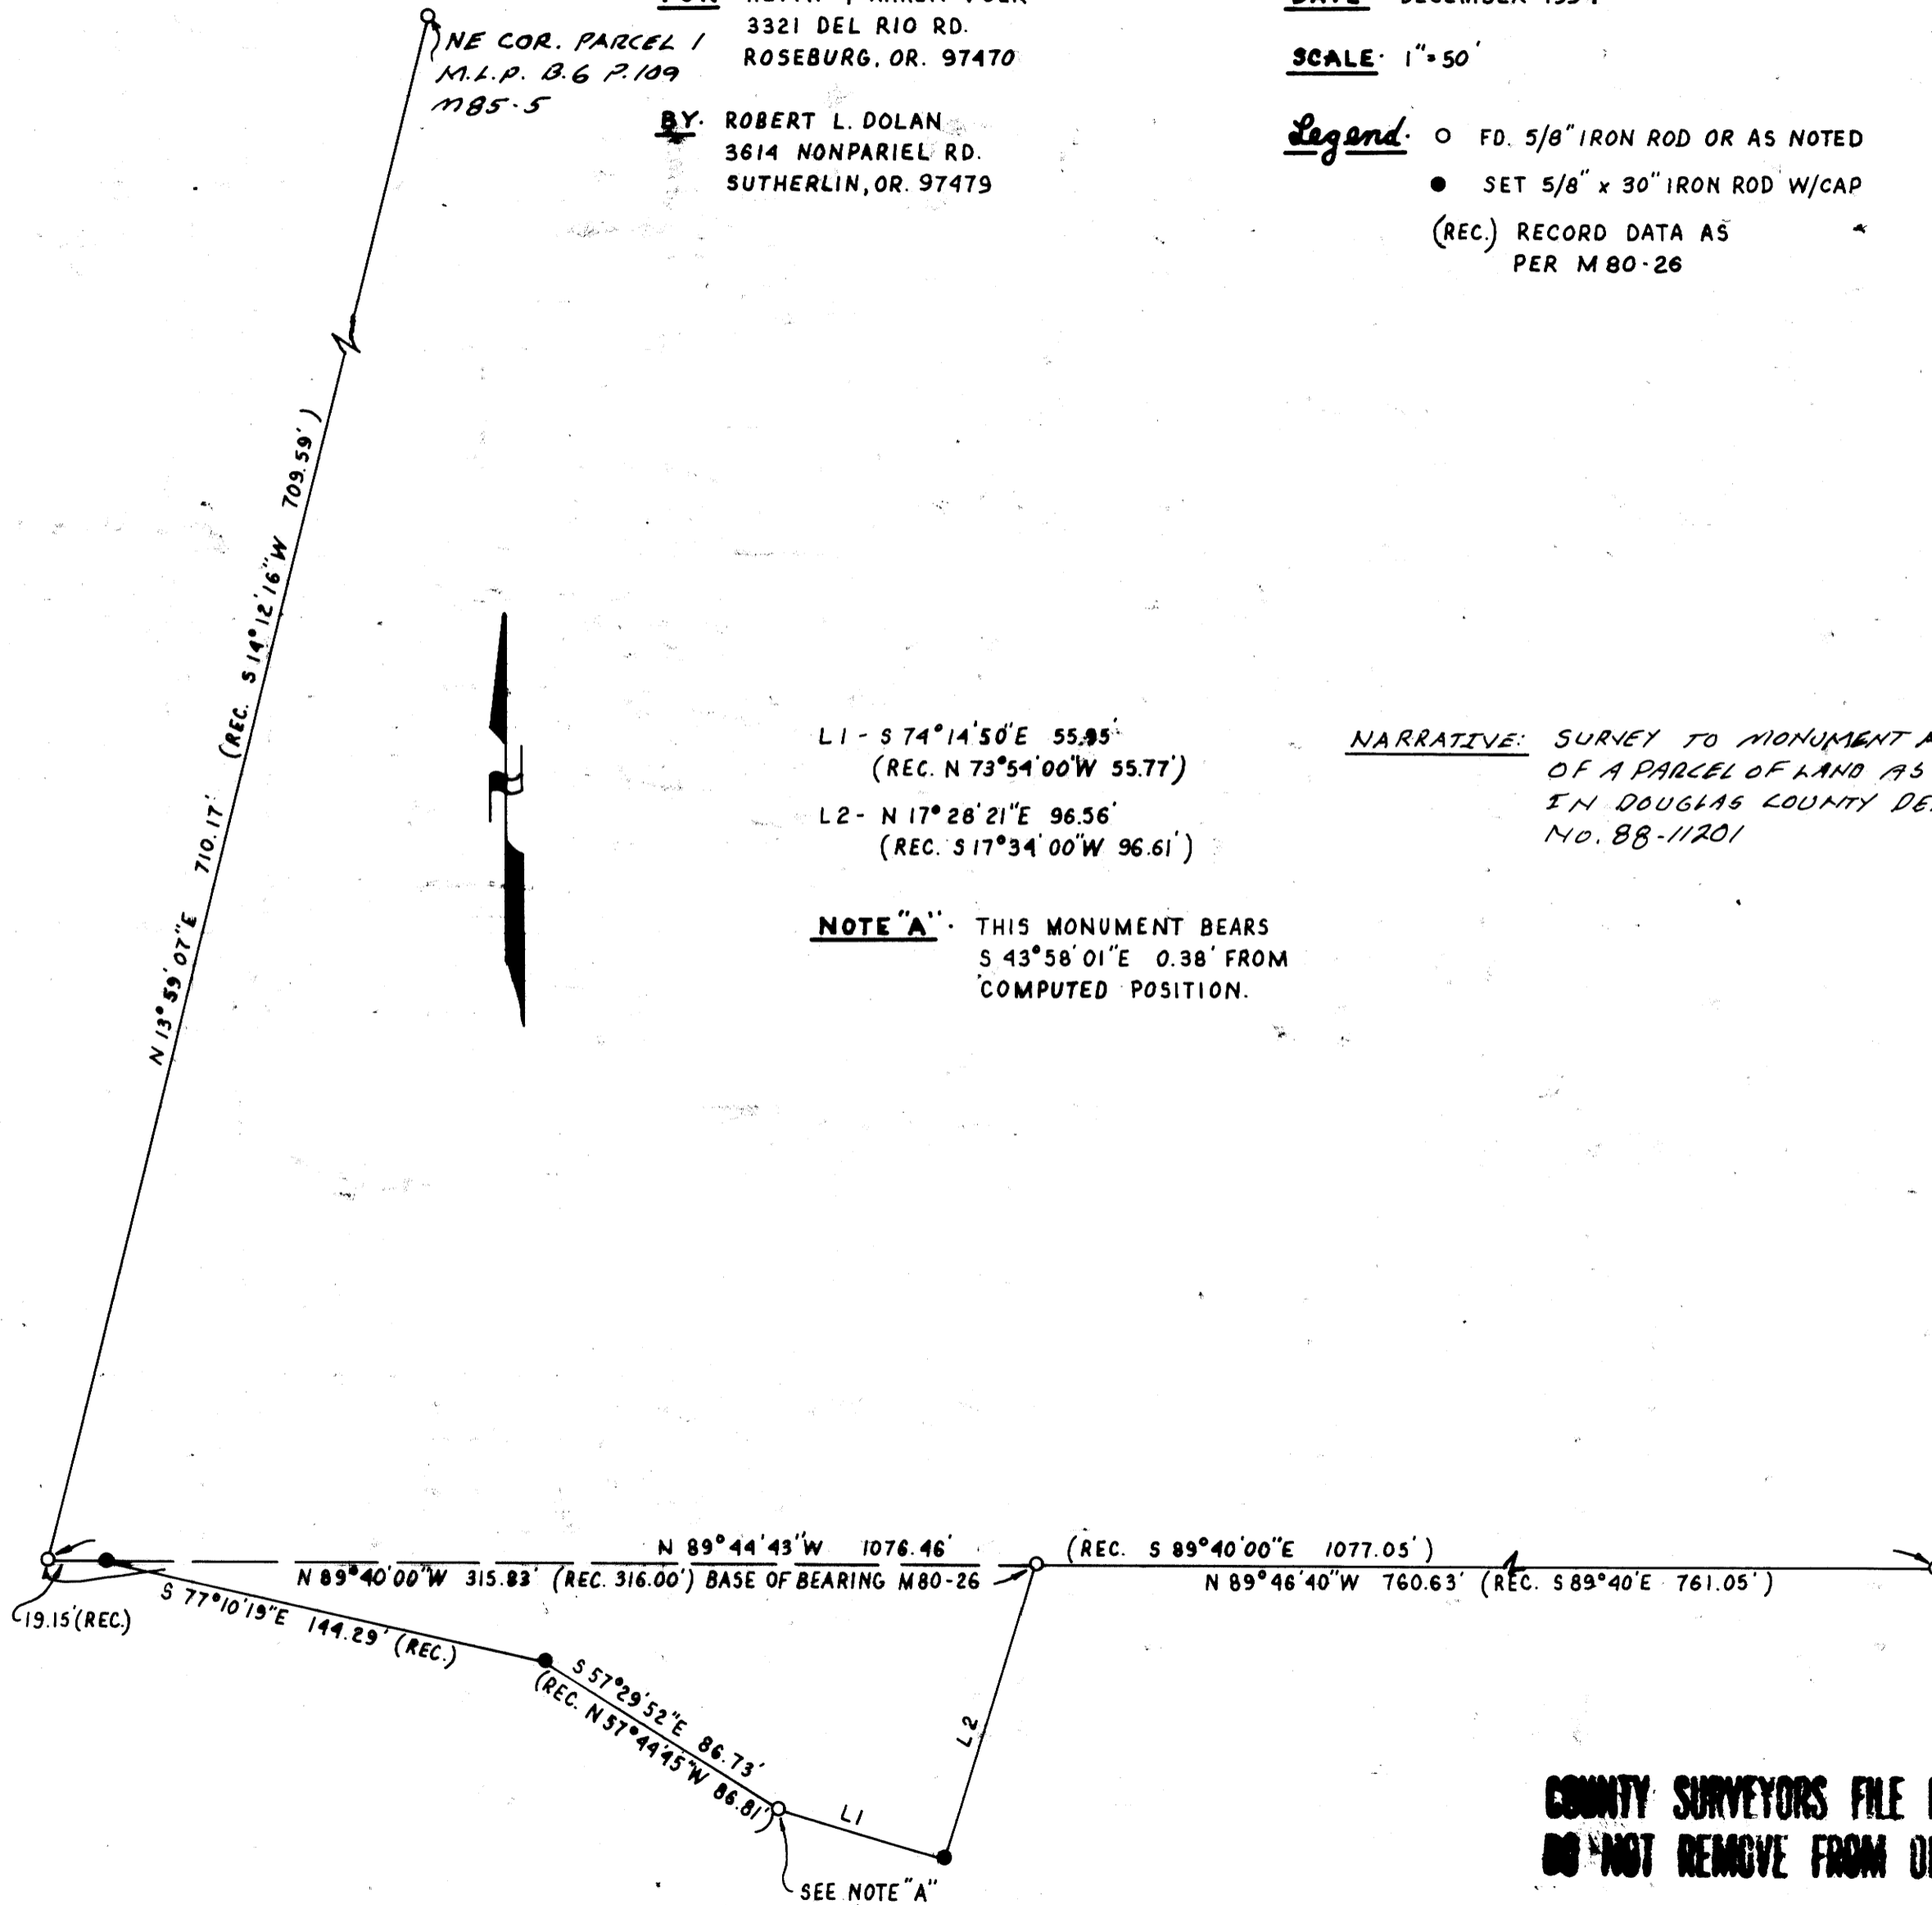 3321 DEL RIO RD.
ROSEBURG, OR. 97470
BY. ROBERT L. DOLAN
3614 NONPARIEL RD.
SUTHERLIN, OR. 97479
DECEMBER
SCALE. 1"=50'
Legend. ○ FD. 5/8" IRON ROD OR AS NOTED
● SET 5/8" x 30" IRON ROD W/CAP
(REC.) RECORD DATA AS
PER M 80-26
NE COR. PARCEL 1
M.L.P. B.6 P.109
M85-5
N 13°59'07"E 710.17' (REC. S 14°12'16"W 709.59')
L1 - S 74°14'50"E 55.95'
(REC. N 73°54'00"W 55.77')
L2 - N 17°28'21"E 96.56'
(REC. S 17°34'00"W 96.61')
NOTE "A". THIS MONUMENT BEARS
S 43°58'01"E 0.38' FROM
COMPUTED POSITION.
NARRATIVE: SURVEY TO MONUMENT
OF A PARCEL OF LAND AS
IN DOUGLAS COUNTY
NO. 88-11201
N 89°44'43"W 1076.46' (REC. S 89°40'00"E 1077.05')
N 89°40'00"W 315.83' (REC. 316.00') BASE OF BEARING M80-26
N 89°46'40"W 760.63' (REC. S 89°40'E 761.05')
19.15' (REC.)
S 77°10'19"E 144.29' (REC.)
S 57°29'52"E 86.73'
(REC. N 57°44'45"W 86.81')
L1
L2
SEE NOTE "A"
COUNTY SURVEYORS FILE
DO NOT REMOVE FROM